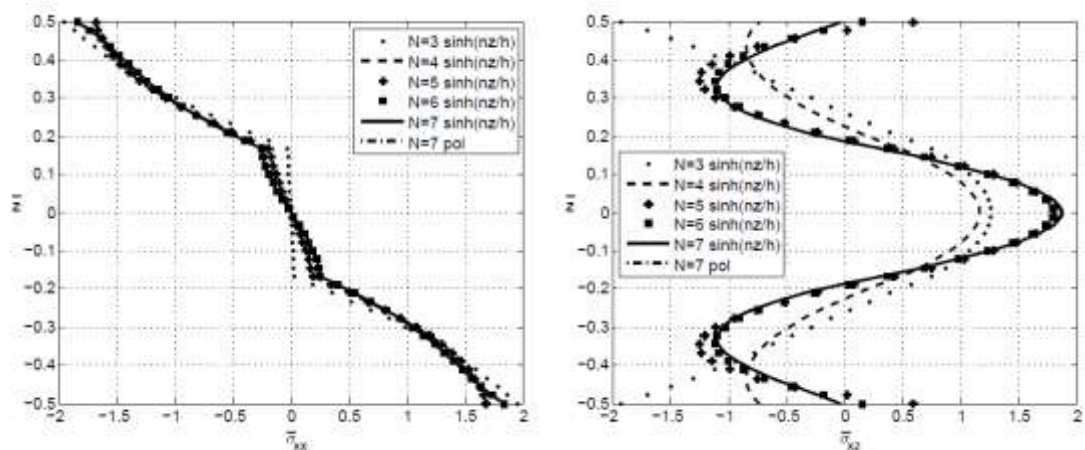 0.5
0.4
0.3
0.2
0.1
0
−0.1
−0.2
−0.3
−0.4
−0.5
−2
−1.5
−1
−0.5
0
0.5
1
1.5
2
z̄
σ̄xx
N=3 sinh(nz/h)
N=4 sinh(nz/h)
N=5 sinh(nz/h)
N=6 sinh(nz/h)
N=7 sinh(nz/h)
N=7 pol
0.5
0.4
0.3
0.2
0.1
0
−0.1
−0.2
−0.3
−0.4
−0.5
−2
−1.5
−1
−0.5
0
0.5
1
1.5
2
z̄
σ̄xz
N=3 sinh(nz/h)
N=4 sinh(nz/h)
N=5 sinh(nz/h)
N=6 sinh(nz/h)
N=7 sinh(nz/h)
N=7 pol